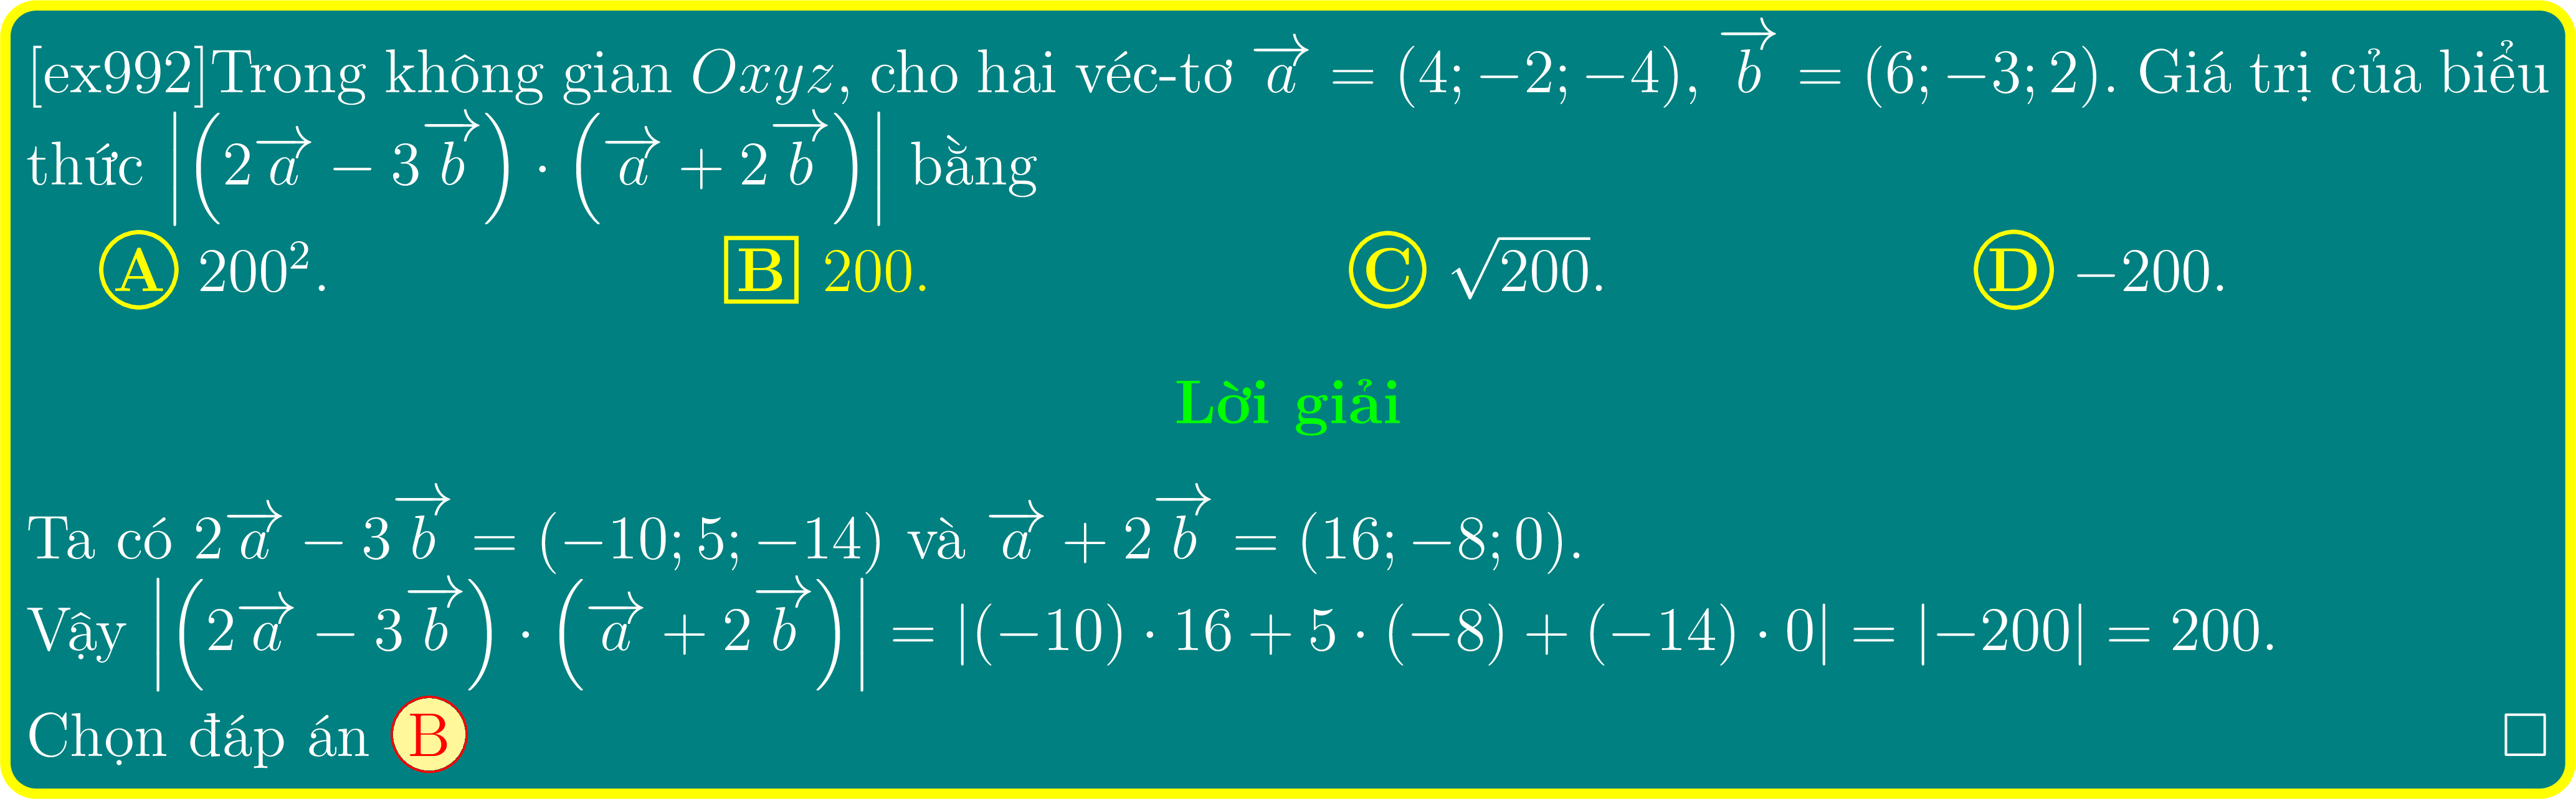 [ex992]Trong không gian Oxyz, cho hai véc-tơ $\overrightarrow{a} = (4; -2; -4)$, $\overrightarrow{b} = (6; -3; 2)$. Giá trị của biểu
thức $\left|\left(2\overrightarrow{a} - 3\overrightarrow{b}\right) \cdot \left(\overrightarrow{a} + 2\overrightarrow{b}\right)\right|$ bằng
A $200^2$. B 200. C $\sqrt{200}$. D $-200$.
Lời giải
Ta có $2\overrightarrow{a} - 3\overrightarrow{b} = (-10; 5; -14)$ và $\overrightarrow{a} + 2\overrightarrow{b} = (16; -8; 0)$.
Vậy $\left|\left(2\overrightarrow{a} - 3\overrightarrow{b}\right) \cdot \left(\overrightarrow{a} + 2\overrightarrow{b}\right)\right| = |(-10) \cdot 16 + 5 \cdot (-8) + (-14) \cdot 0| = |-200| = 200$.
Chọn đáp án B □